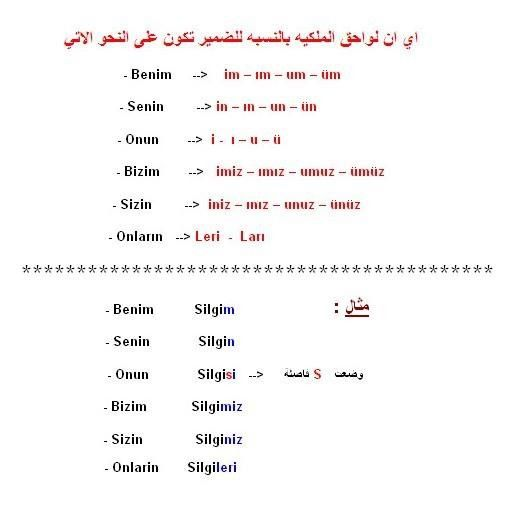 اي ان لواحق الملكيه بالنسبه للضمير تكون على النحو الاتي
- Benim --> im – ım – um – üm
- Senin --> in – ın – un – ün
- Onun --> i - ı – u – ü
- Bizim --> imiz – ımız – umuz – ümüz
- Sizin --> iniz – mız – unuz – ünüz
- Onların --> Leri - Ları
*******************************************
مثال :
- Benim Silgim
- Senin Silgin
- Onun Silgisi --> وضعت S فاصلة
- Bizim Silgimiz
- Sizin Silginiz
- Onlarin Silgileri